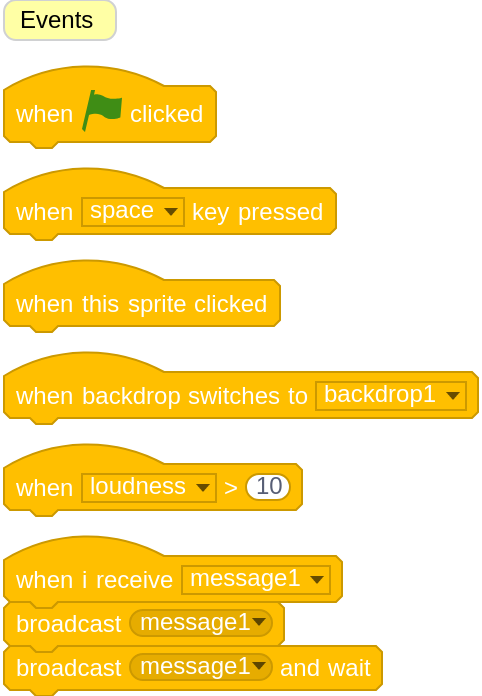 Events
when clicked
when space key pressed
when this sprite clicked
when backdrop switches to backdrop1
when loudness > 10
when i receive message1
broadcast message1
broadcast message1 and wait